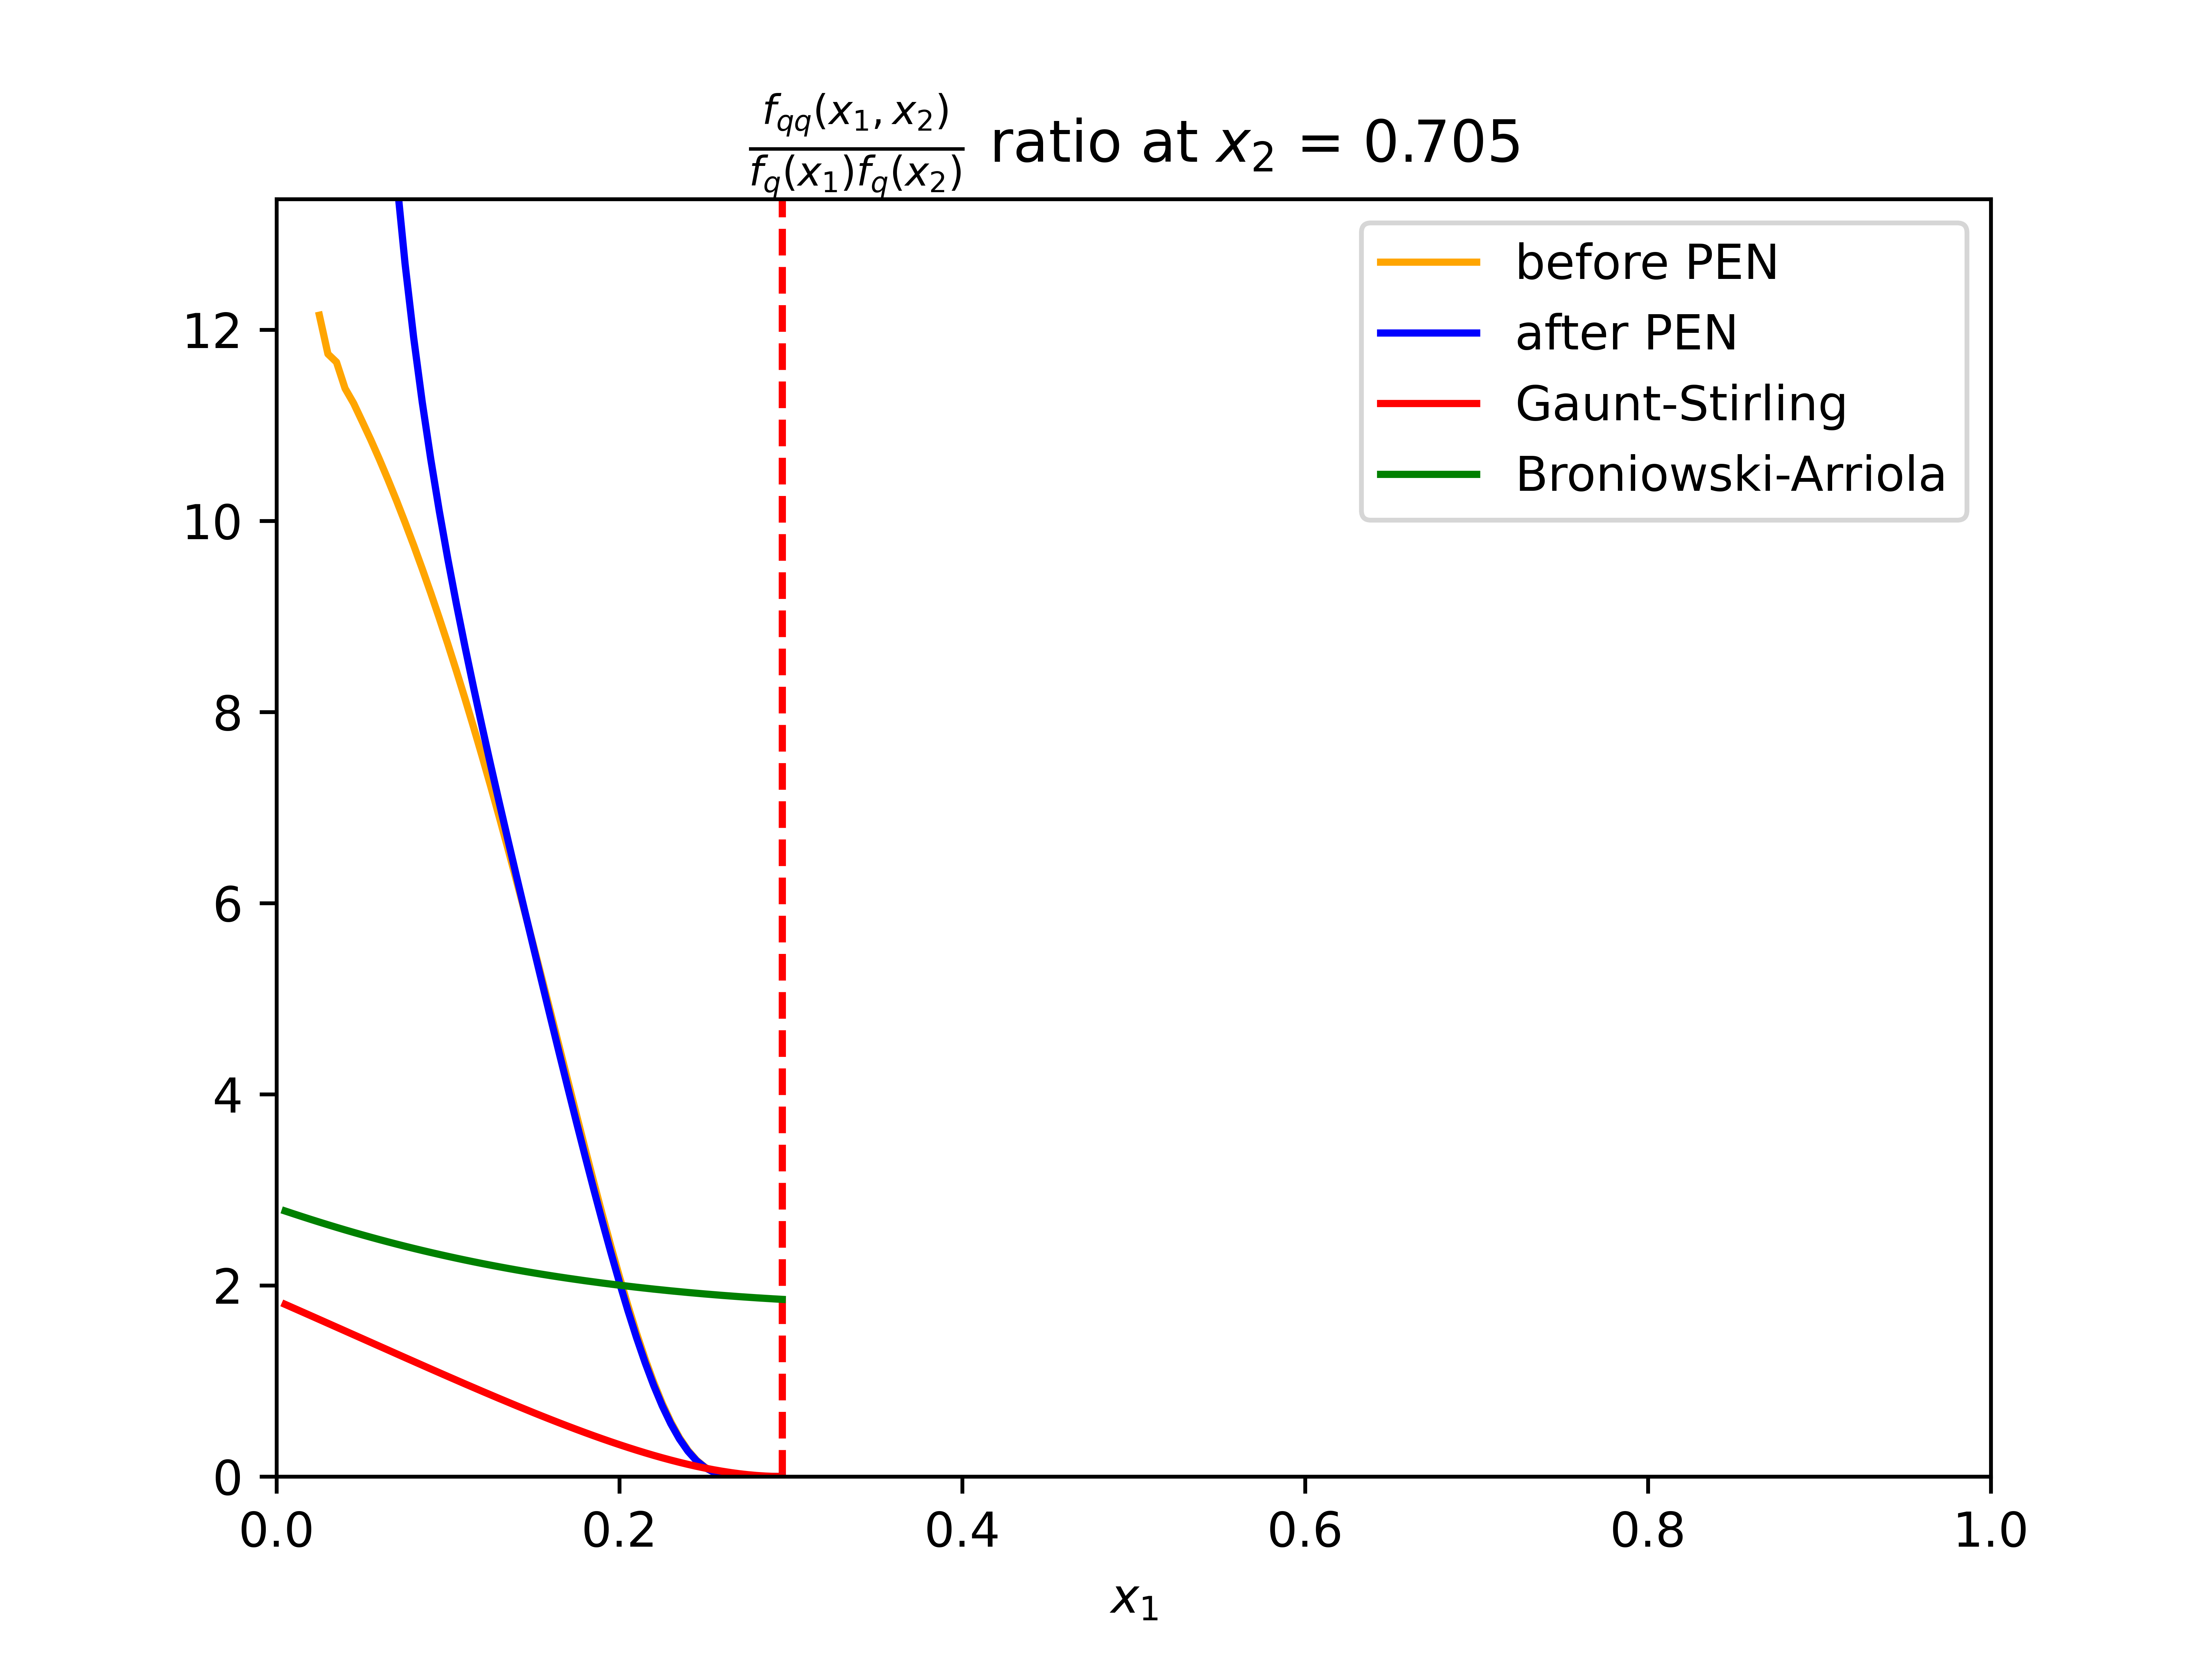 f_{qq}(x_1, x_2)
f_q(x_1)f_q(x_2)
ratio at x_2 = 0.705
before PEN
after PEN
Gaunt-Stirling
Broniowski-Arriola
12
10
8
6
4
2
0
0.0 0.2 0.4 0.6 0.8 1.0
x_1